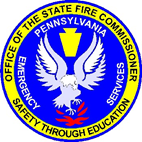 OFFICE OF THE STATE FIRE COMMISSIONER
PENNSYLVANIA
EMERGENCY
SERVICES
SAFETY THROUGH EDUCATION